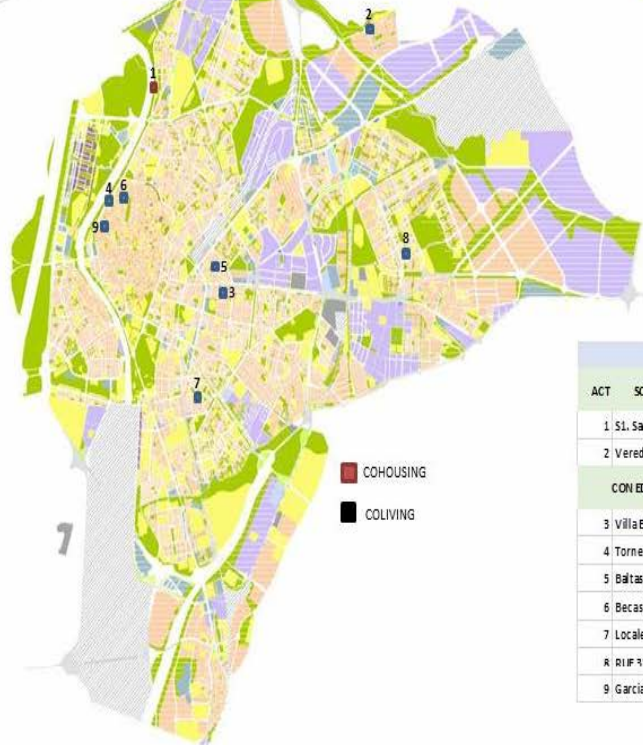 2
1
4 6
9
8
5
3
7
COHOUSING
COLIVING
ACT
1 S1. Sa
2 Vered
CON ED
3 Villa E
4 Torne
5 Baltas
6 Becas
7 Locale
8
9 Garcia